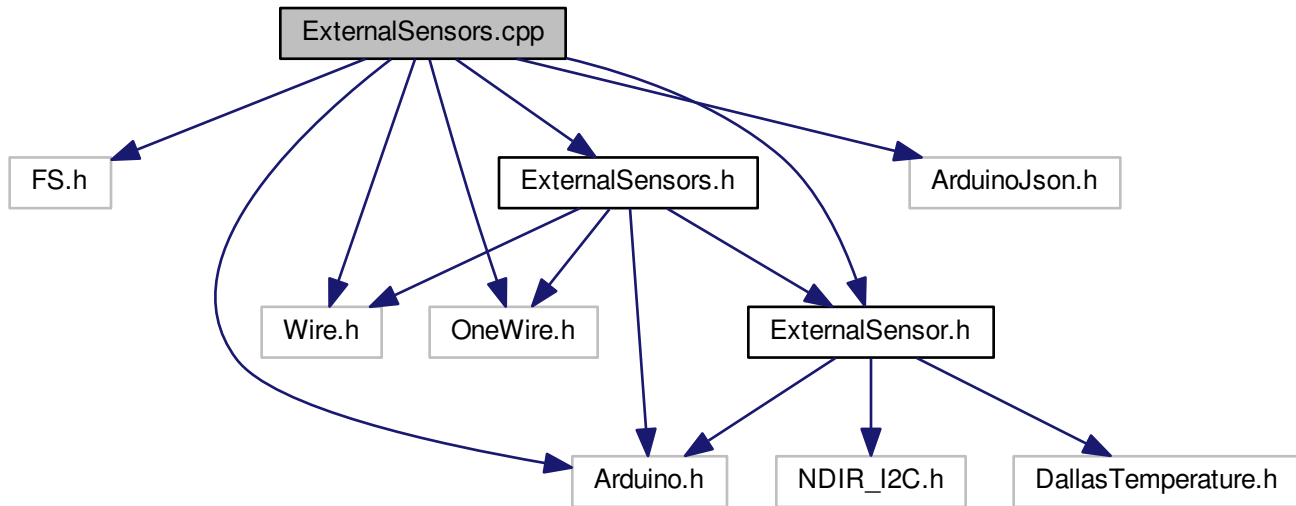 ExternalSensors.cpp
FS.h
ExternalSensors.h
ArduinoJson.h
Wire.h
OneWire.h
ExternalSensor.h
Arduino.h
NDIR_I2C.h
DallasTemperature.h